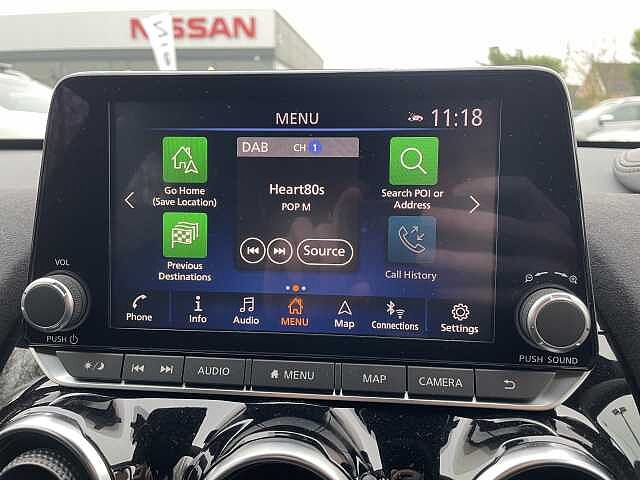 NISSAN
MENU
11:18
Go Home
(Save Location)
DAB CH 1
Heart80s
POP M
Source
Search POI or
Address
Previous
Destinations
Call History
Phone
Info
Audio
MENU
Map
Connections
Settings
VOL
PUSH
PUSH SOUND
AUDIO
MENU
MAP
CAMERA